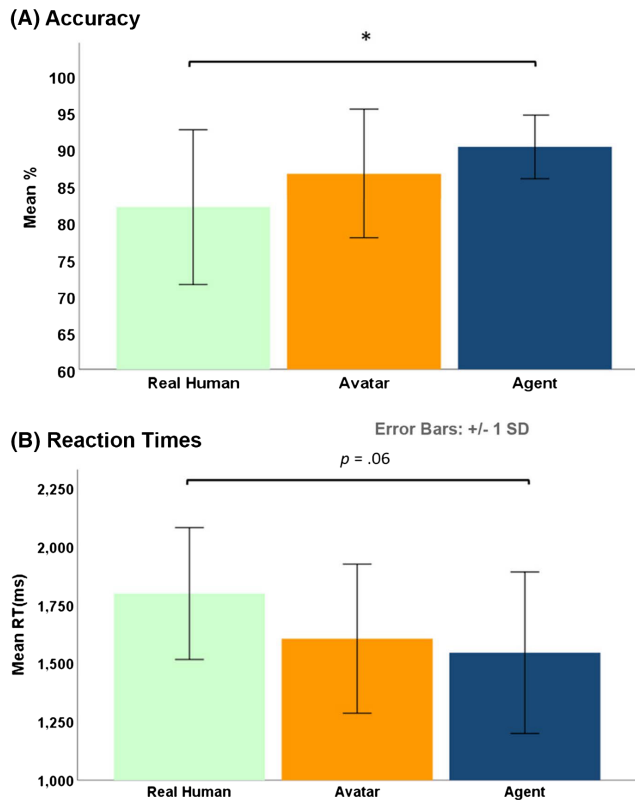 (A) Accuracy
*
Mean %
100
95
90
85
80
75
70
65
60
Real Human Avatar Agent
Error Bars: +/- 1 SD
(B) Reaction Times
p = .06
Mean RT(ms)
2,250
2,000
1,750
1,500
1,250
1,000
Real Human Avatar Agent